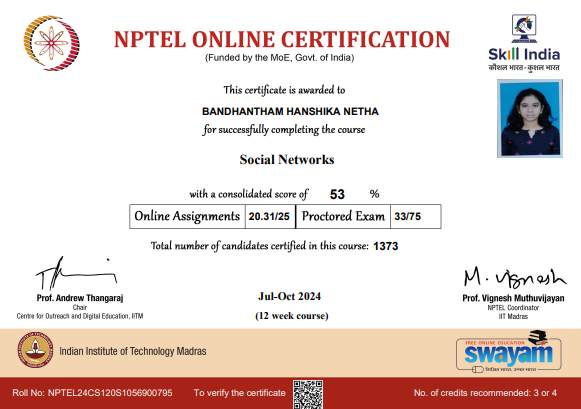 NPTEL ONLINE CERTIFICATION
(Funded by the MoE, Govt. of India)
Skill India
कौशल भारत - कुशल भारत
This certificate is awarded to
BANDHANTHAM HANSHIKA NETHA
for successfully completing the course
Social Networks
with a consolidated score of 53 %
Online Assignments 20.31/25 Proctored Exam 33/75
Total number of candidates certified in this course: 1373
M. Vignesh
Prof. Andrew Thangaraj
Chair
Centre for Outreach and Digital Education, IITM
Jul-Oct 2024
(12 week course)
Prof. Vignesh Muthuvijayan
NPTEL Coordinator
IIT Madras
Indian Institute of Technology Madras
FREE ONLINE EDUCATION
swayam
शिक्षित भारत, उन्नत भारत
Roll No: NPTEL24CS120S1056900795 To verify the certificate No. of credits recommended: 3 or 4